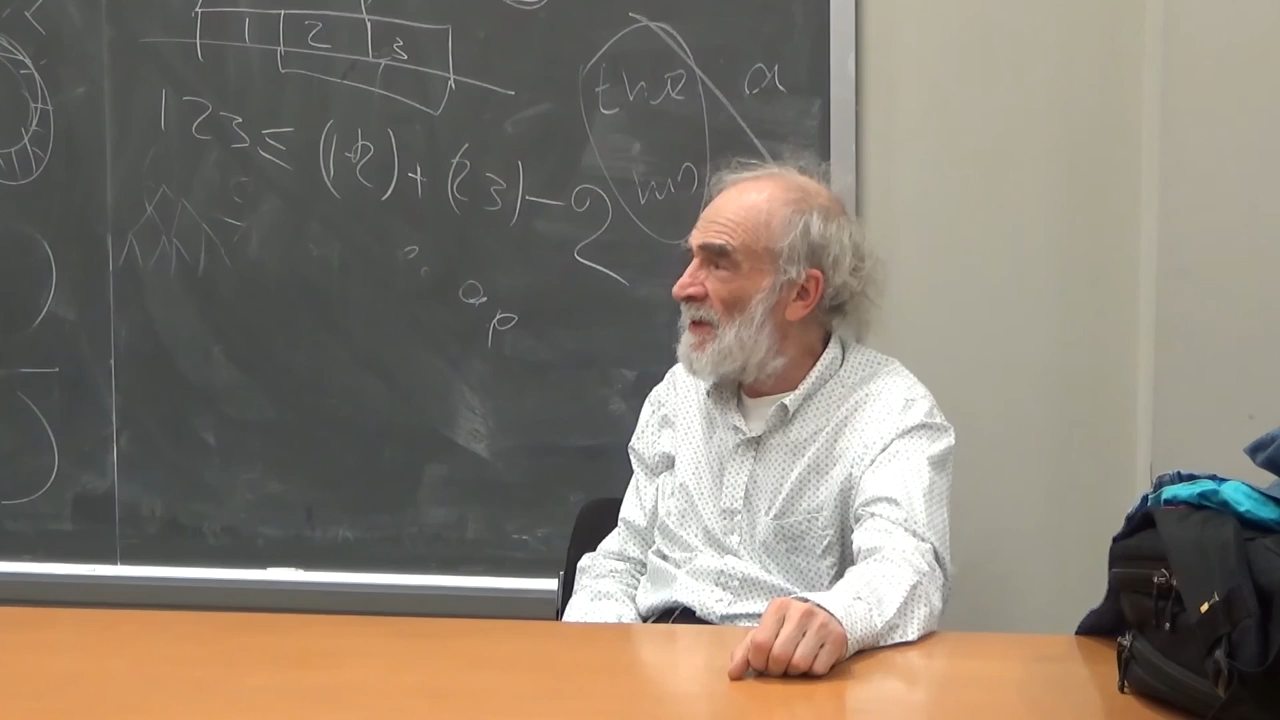 1 2 3
the a
123 ≤ (12) + (23) - 2
≤
p